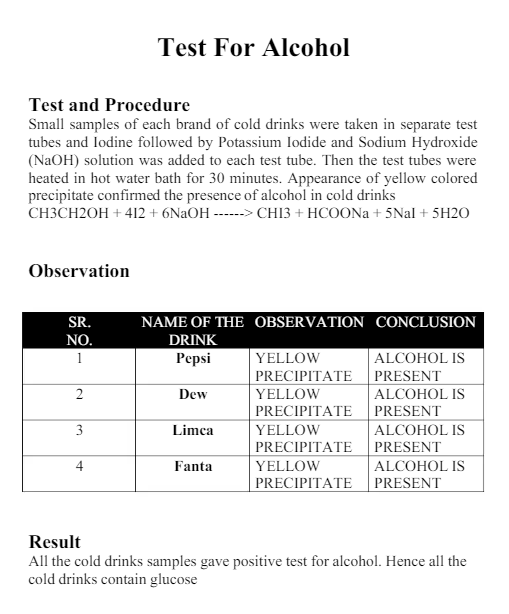 Test For Alcohol
Test and Procedure
Small samples of each brand of cold drinks were taken in separate test
tubes and Iodine followed by Potassium Iodide and Sodium Hydroxide
(NaOH) solution was added to each test tube. Then the test tubes were
heated in hot water bath for 30 minutes. Appearance of yellow colored
precipitate confirmed the presence of alcohol in cold drinks
CH3CH2OH + 4I2 + 6NaOH ------> CHI3 + HCOONa + 5NaI + 5H2O
Observation
SR. NAME OF THE OBSERVATION CONCLUSION
NO. DRINK
1 Pepsi YELLOW ALCOHOL IS
PRECIPITATE PRESENT
2 Dew YELLOW ALCOHOL IS
PRECIPITATE PRESENT
3 Limca YELLOW ALCOHOL IS
PRECIPITATE PRESENT
4 Fanta YELLOW ALCOHOL IS
PRECIPITATE PRESENT
Result
All the cold drinks samples gave positive test for alcohol. Hence all the
cold drinks contain glucose